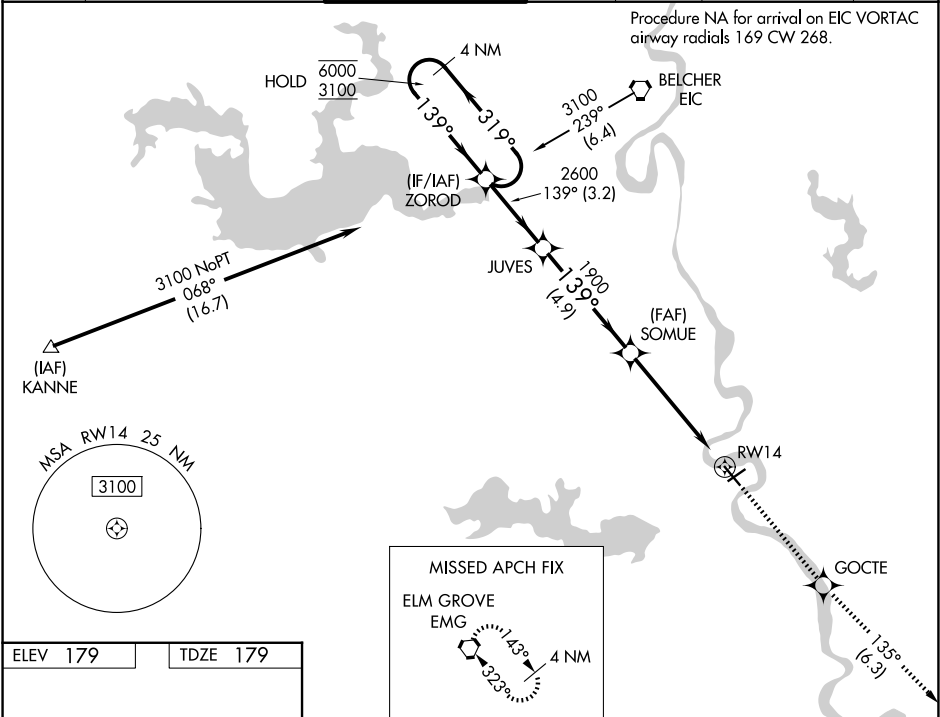 Procedure NA for arrival on EIC VORTAC
airway radials 169 CW 268.
4 NM
HOLD
6000
3100
BELCHER
EIC
3100
239°
(6.4)
139°
319°
(IF/IAF)
ZOROD
2600
139° (3.2)
JUVES
1900
139°
(4.9)
3100 NoPT
068°
(16.7)
(FAF)
SOMUE
(IAF)
KANNE
MSA RW14 25 NM
3100
RW14
GOCTE
135°
(6.3)
MISSED APCH FIX
ELM GROVE
EMG
143°
4 NM
323°
ELEV 179
TDZE 179